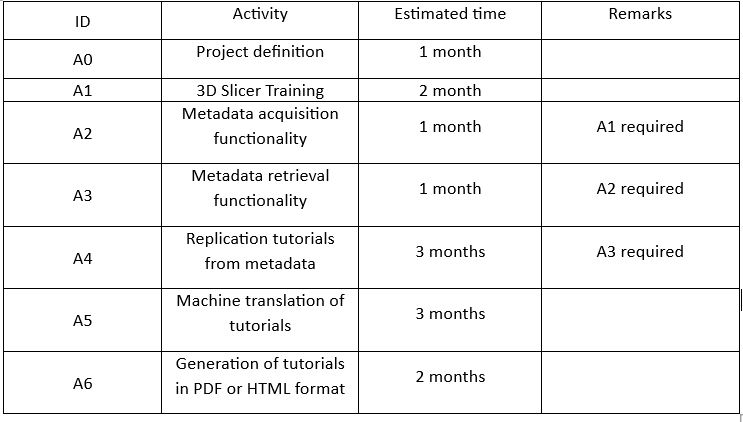 ID Activity Estimated time Remarks
A0 Project definition 1 month
A1 3D Slicer Training 2 month
A2 Metadata acquisition functionality 1 month A1 required
A3 Metadata retrieval functionality 1 month A2 required
A4 Replication tutorials from metadata 3 months A3 required
A5 Machine translation of tutorials 3 months
A6 Generation of tutorials in PDF or HTML format 2 months